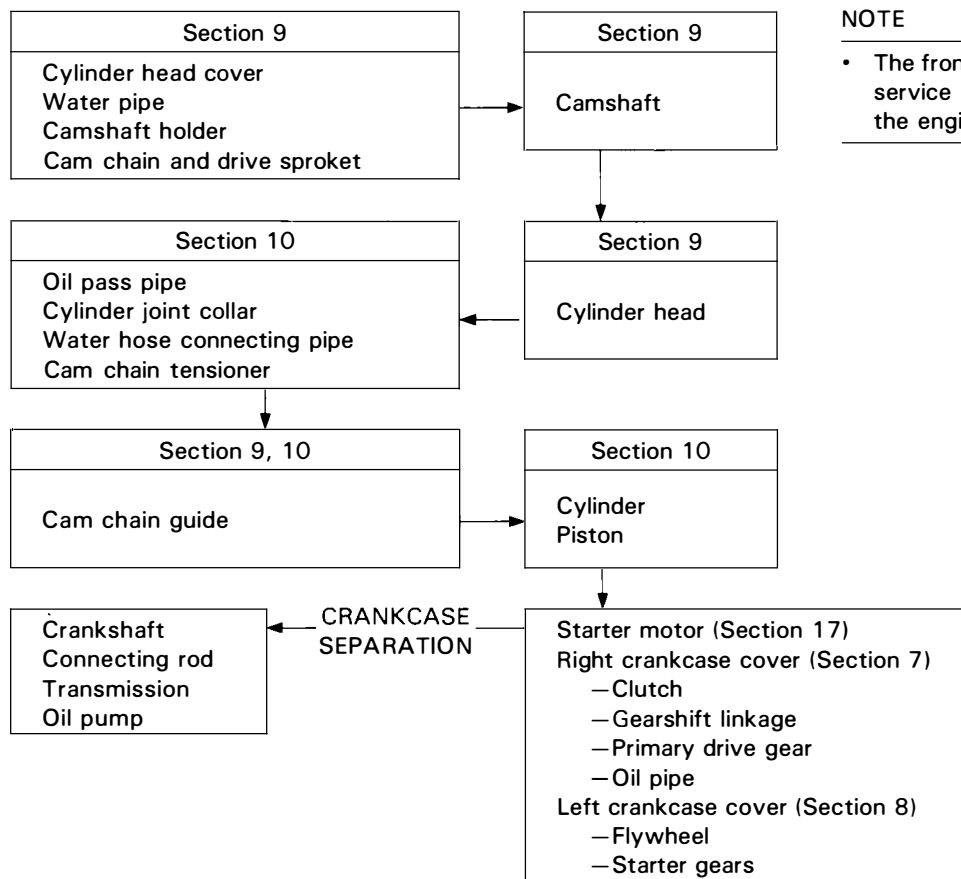 Section 9
Cylinder head cover
Water pipe
Camshaft holder
Cam chain and drive sproket
Section 9
Camshaft
NOTE
• The fron
service
the engi
Section 10
Oil pass pipe
Cylinder joint collar
Water hose connecting pipe
Cam chain tensioner
Section 9
Cylinder head
Section 9, 10
Cam chain guide
Section 10
Cylinder
Piston
Crankshaft
Connecting rod
Transmission
Oil pump
CRANKCASE
SEPARATION
Starter motor (Section 17)
Right crankcase cover (Section 7)
—Clutch
—Gearshift linkage
—Primary drive gear
—Oil pipe
Left crankcase cover (Section 8)
—Flywheel
—Starter gears